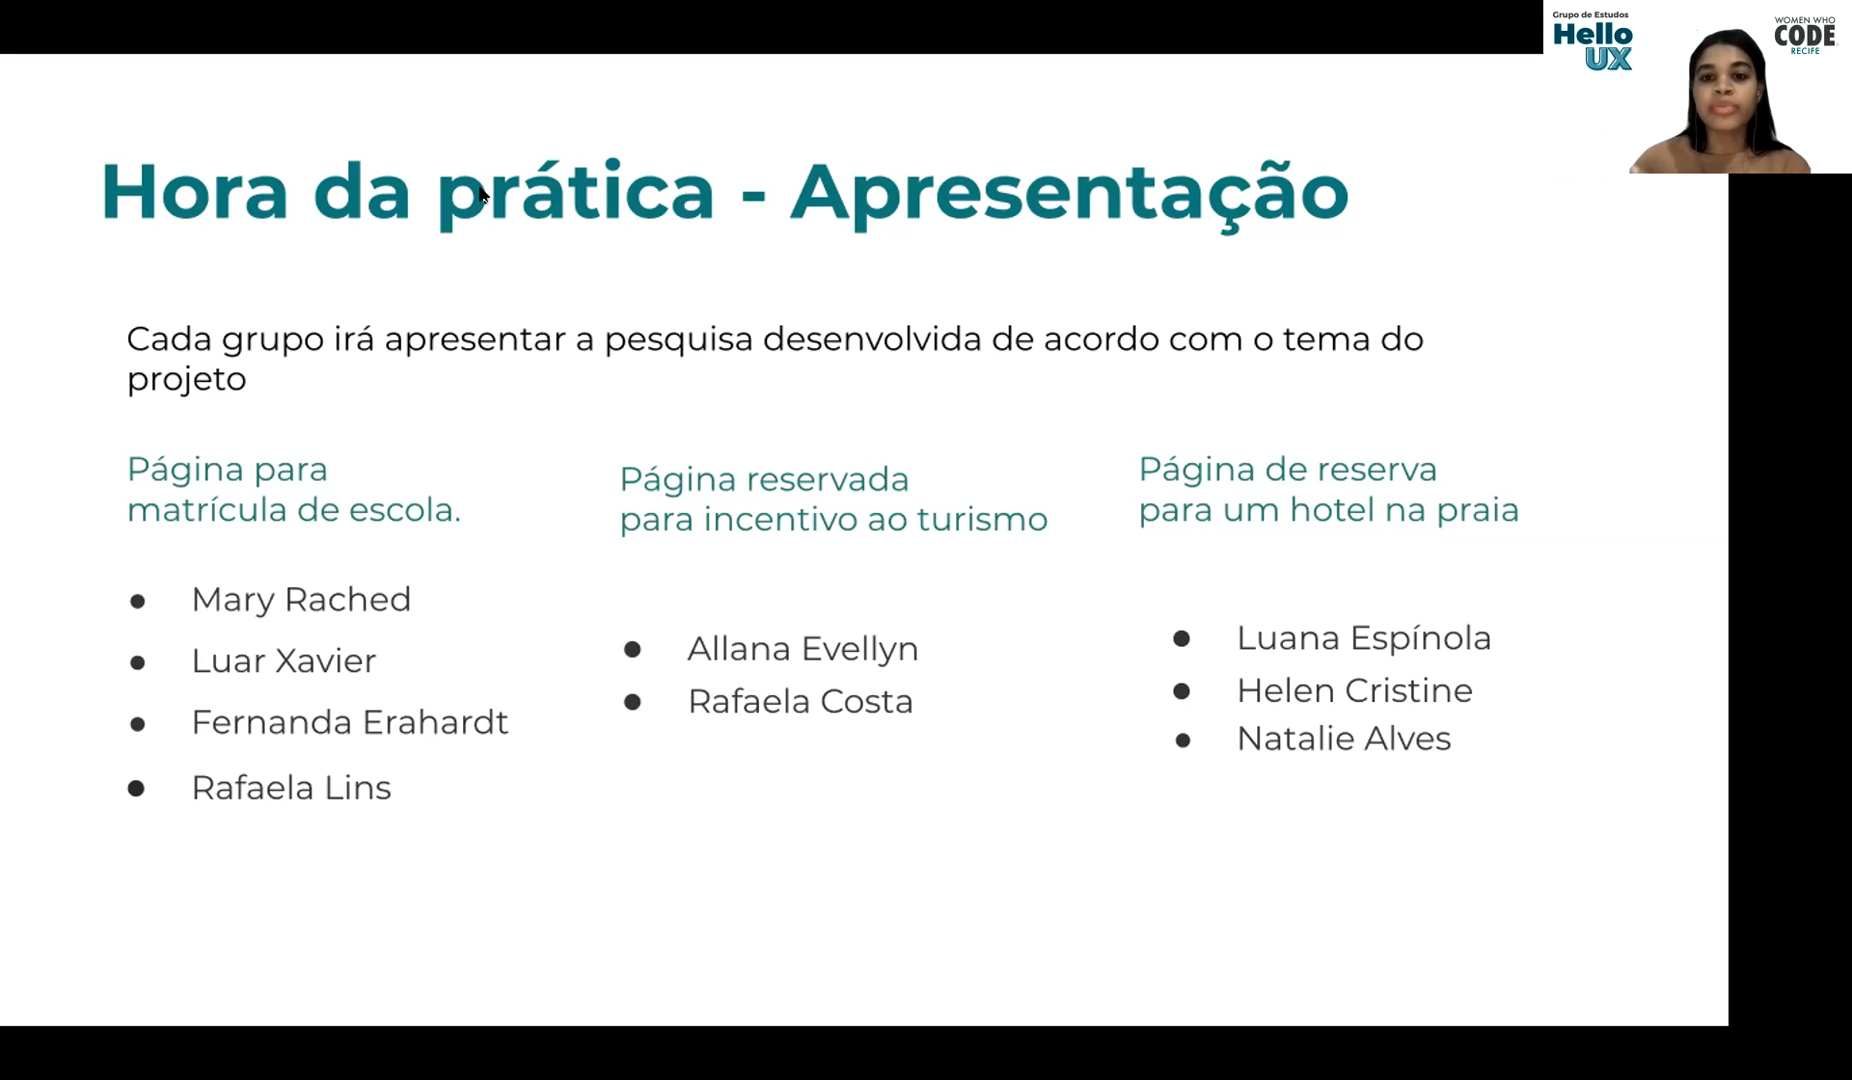 Grupo de Estudos
Hello
UX
WOMEN WHO
CODE
RECIFE
Hora da prática - Apresentação
Cada grupo irá apresentar a pesquisa desenvolvida de acordo com o tema do
projeto
Página para
matrícula de escola.
Mary Rached
Luar Xavier
Fernanda Erahardt
Rafaela Lins
Página reservada
para incentivo ao turismo
Allana Evellyn
Rafaela Costa
Página de reserva
para um hotel na praia
Luana Espínola
Helen Cristine
Natalie Alves